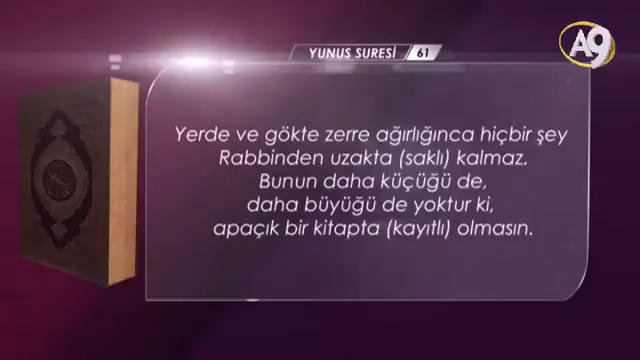 YUNUS SURESİ 61
A9
Yerde ve gökte zerre ağırlığınca hiçbir şey
Rabbinden uzakta (saklı) kalmaz.
Bunun daha küçüğü de,
daha büyüğü de yoktur ki,
apaçık bir kitapta (kayıtlı) olmasın.